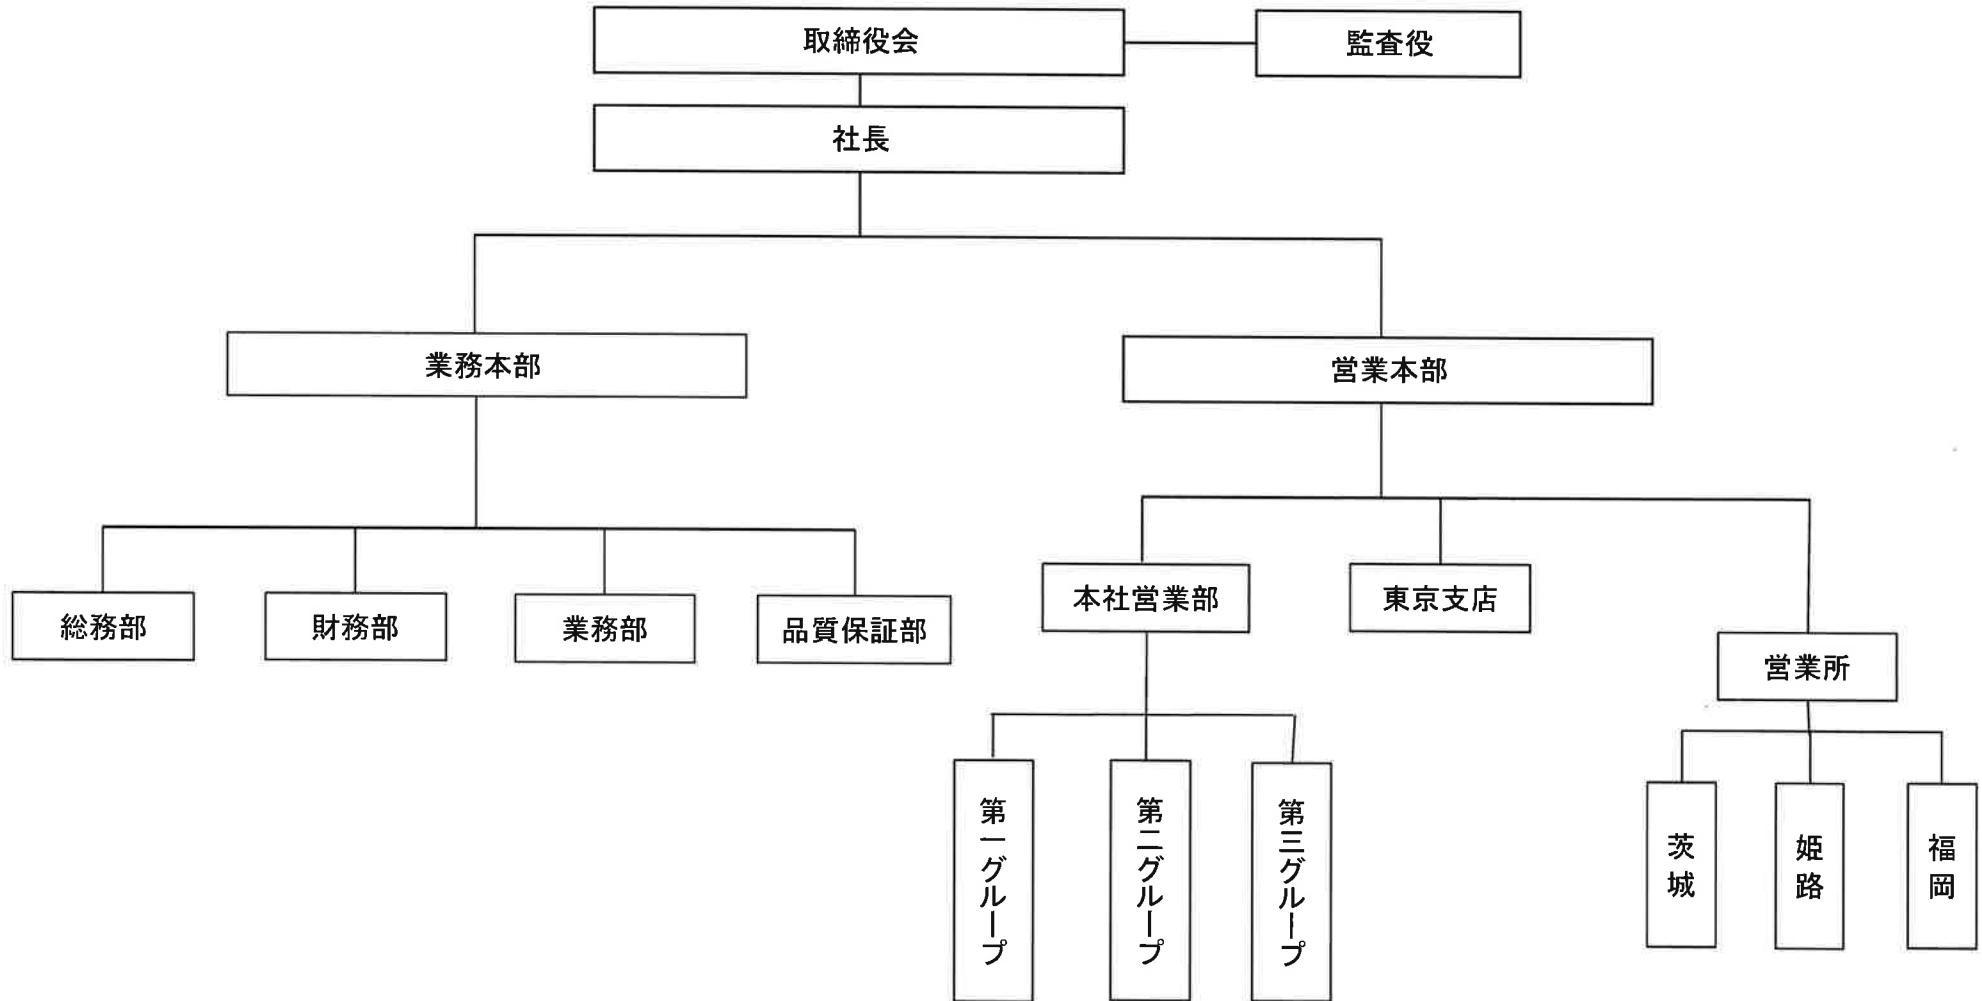 取締役会
監査役
社長
業務本部
営業本部
総務部
財務部
業務部
品質保証部
本社営業部
東京支店
営業所
第一グループ
第二グループ
第三グループ
茨城
姫路
福岡